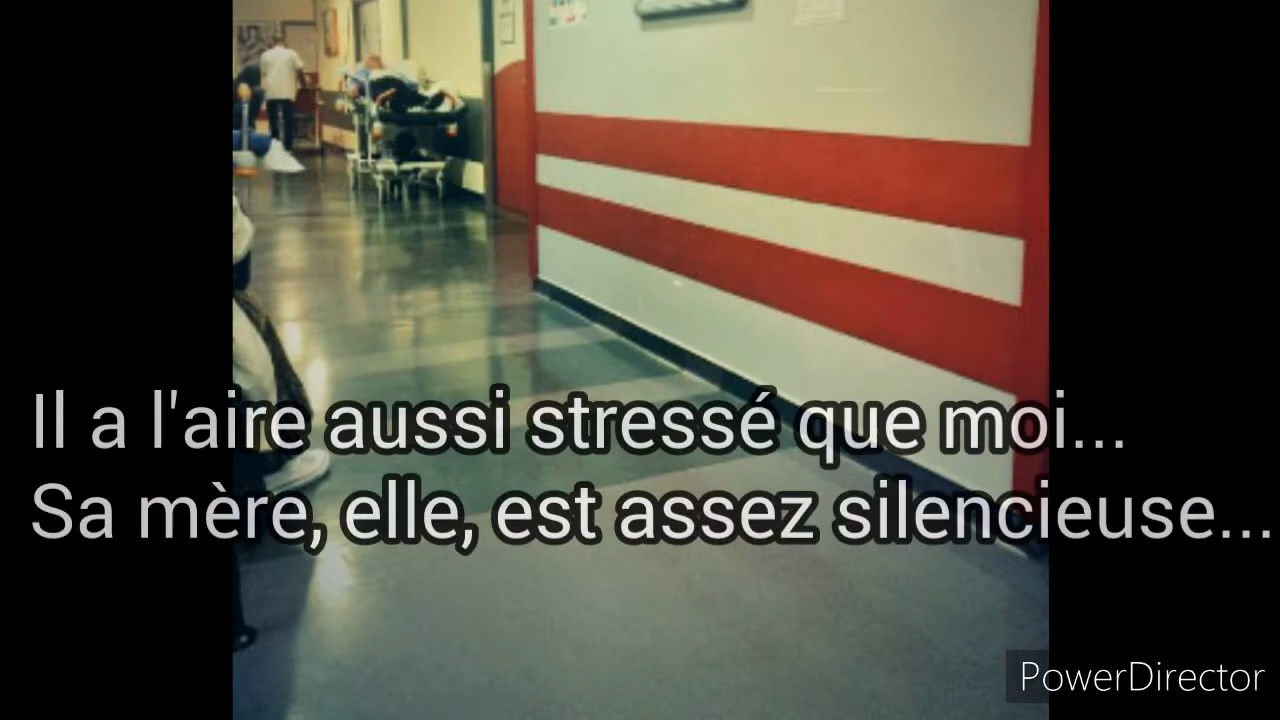 Il a l'aire aussi stressé que moi...
Sa mère, elle, est assez silencieuse...
PowerDirector